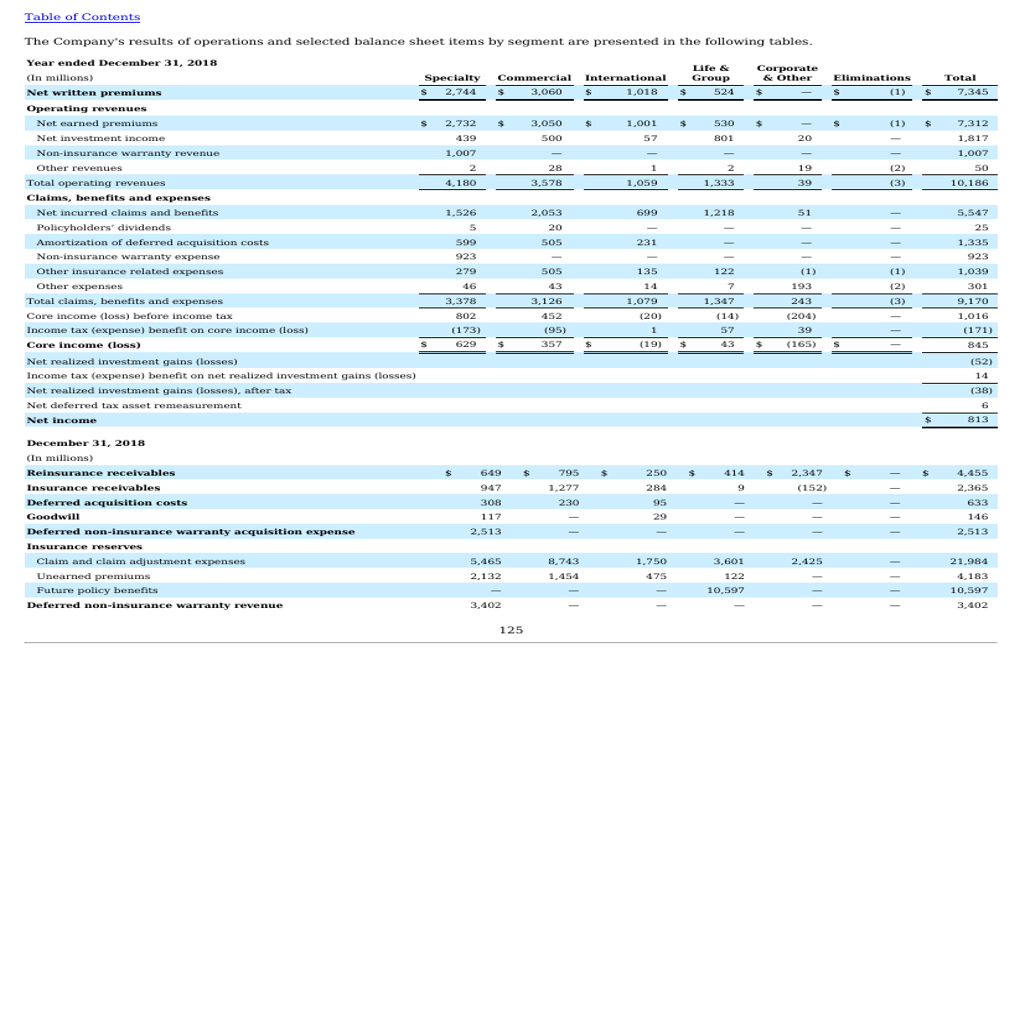 Table of Contents
The Company's results of operations and selected balance sheet items by segment are presented in the following tables.
Year ended December 31, 2018
(In millions) Specialty Commercial International Life & Group Corporate & Other Eliminations Total
Net written premiums $ 2,744 $ 3,060 $ 1,018 $ 524 $ — $ (1) $ 7,345
Operating revenues
Net earned premiums $ 2,732 $ 3,050 $ 1,001 $ 530 $ — $ (1) $ 7,312
Net investment income 439 500 57 801 20 — 1,817
Non-insurance warranty revenue 1,007 — — — — — 1,007
Other revenues 2 28 1 2 19 (2) 50
Total operating revenues 4,180 3,578 1,059 1,333 39 (3) 10,186
Claims, benefits and expenses
Net incurred claims and benefits 1,526 2,053 699 1,218 51 — 5,547
Policyholders' dividends 5 20 — — — — 25
Amortization of deferred acquisition costs 599 505 231 — — — 1,335
Non-insurance warranty expense 923 — — — — — 923
Other insurance related expenses 279 505 135 122 (1) (1) 1,039
Other expenses 46 43 14 7 193 (2) 301
Total claims, benefits and expenses 3,378 3,126 1,079 1,347 243 (3) 9,170
Core income (loss) before income tax 802 452 (20) (14) (204) — 1,016
Income tax (expense) benefit on core income (loss) (173) (95) 1 57 39 — (171)
Core income (loss) $ 629 $ 357 $ (19) $ 43 $ (165) $ — 845
Net realized investment gains (losses) (52)
Income tax (expense) benefit on net realized investment gains (losses) 14
Net realized investment gains (losses), after tax (38)
Net deferred tax asset remeasurement 6
Net income $ 813
December 31, 2018
(In millions)
Reinsurance receivables $ 649 $ 795 $ 250 $ 414 $ 2,347 $ — $ 4,455
Insurance receivables 947 1,277 284 9 (152) — 2,365
Deferred acquisition costs 308 230 95 — — — 633
Goodwill 117 — 29 — — — 146
Deferred non-insurance warranty acquisition expense 2,513 — — — — — 2,513
Insurance reserves
Claim and claim adjustment expenses 5,465 8,743 1,750 3,601 2,425 — 21,984
Unearned premiums 2,132 1,454 475 122 — — 4,183
Future policy benefits — — — 10,597 — — 10,597
Deferred non-insurance warranty revenue 3,402 — — — — — 3,402
125